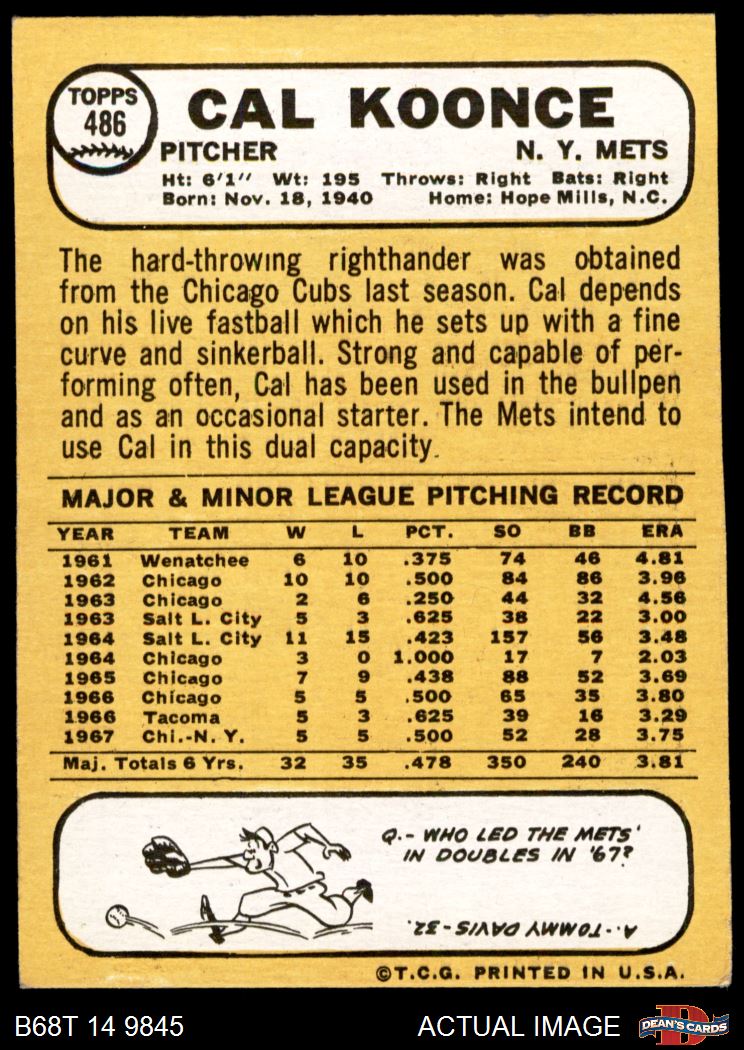 TOPPS
486
CAL KOONCE
PITCHER N. Y. METS
Ht: 6'1" Wt: 195 Throws: Right Bats: Right
Born: Nov. 18, 1940 Home: Hope Mills, N.C.
The hard-throwing righthander was obtained
from the Chicago Cubs last season. Cal depends
on his live fastball which he sets up with a fine
curve and sinkerball. Strong and capable of per-
forming often, Cal has been used in the bullpen
and as an occasional starter. The Mets intend to
use Cal in this dual capacity.
MAJOR & MINOR LEAGUE PITCHING RECORD
YEAR TEAM W L PCT. SO BB ERA
1961 Wenatchee 6 10 .375 74 46 4.81
1962 Chicago 10 10 .500 84 86 3.96
1963 Chicago 2 6 .250 44 32 4.56
1963 Salt L. City 5 3 .625 38 22 3.00
1964 Salt L. City 11 15 .423 157 56 3.48
1964 Chicago 3 0 1.000 17 7 2.03
1965 Chicago 7 9 .438 88 52 3.69
1966 Chicago 5 5 .500 65 35 3.80
1966 Tacoma 5 3 .625 39 16 3.29
1967 Chi.-N. Y. 5 5 .500 52 28 3.75
Maj. Totals 6 Yrs. 32 35 .478 350 240 3.81
Q.- WHO LED THE METS'
IN DOUBLES IN '67?
A.-TOMMY DAVIS-32.
©T.C.G. PRINTED IN U.S.A.
B68T 14 9845 ACTUAL IMAGE D DEAN'S CARDS